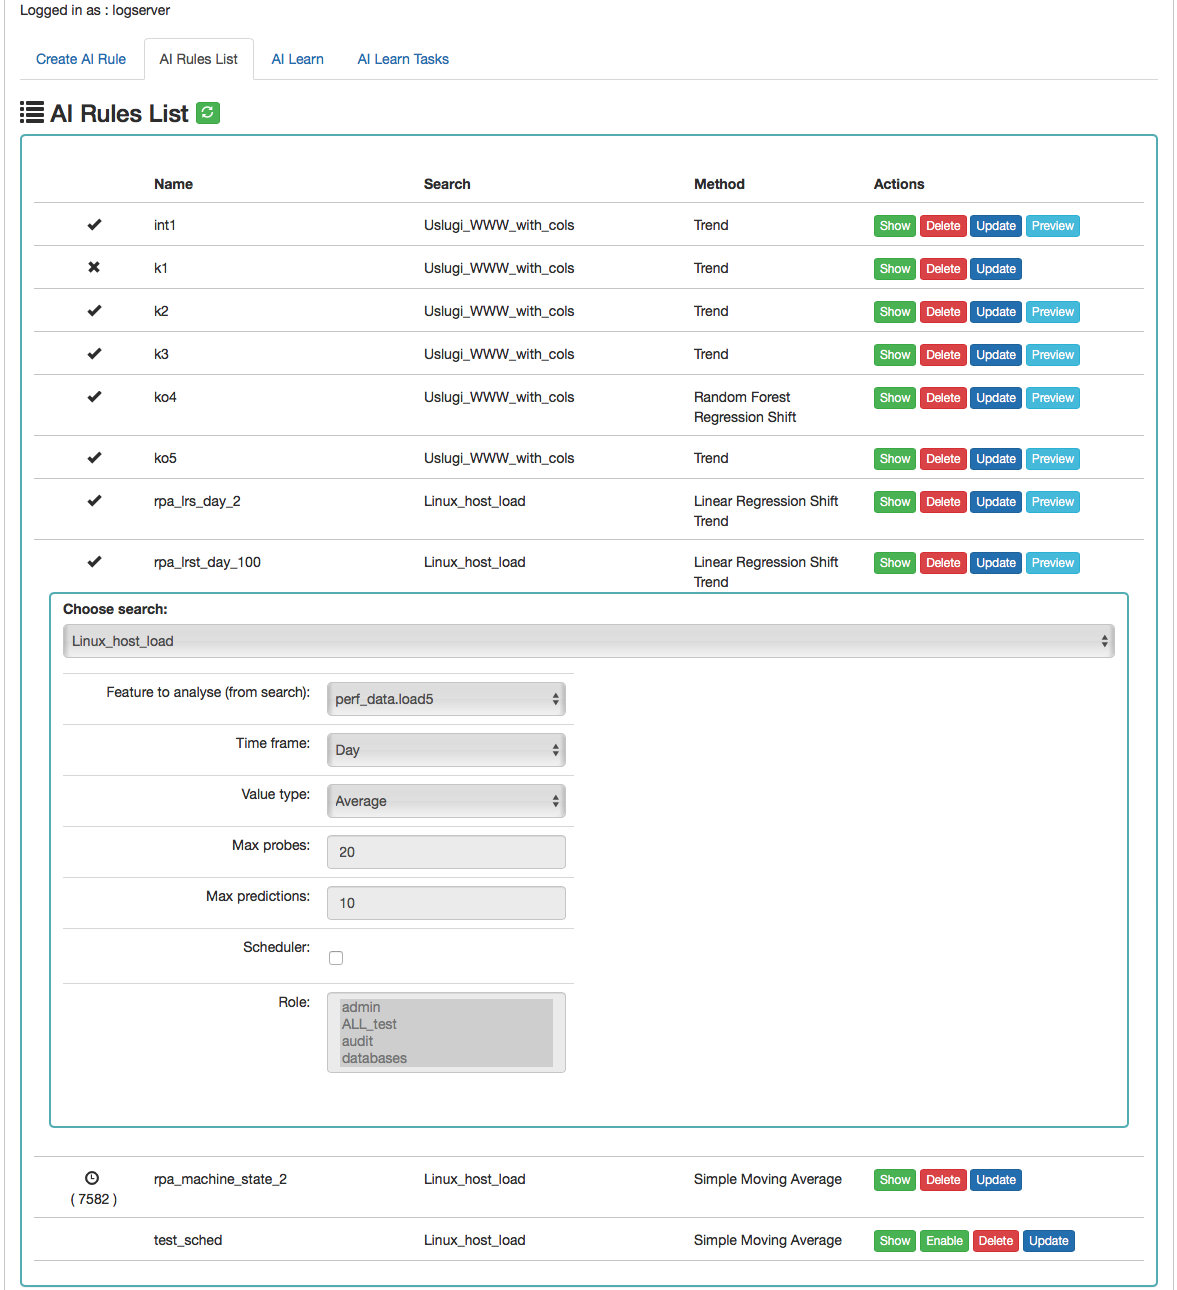 Logged in as : logserver
Create AI Rule AI Rules List AI Learn AI Learn Tasks
AI Rules List
Name Search Method Actions
int1 Uslugi_WWW_with_cols Trend Show Delete Update Preview
k1 Uslugi_WWW_with_cols Trend Show Delete Update
k2 Uslugi_WWW_with_cols Trend Show Delete Update Preview
k3 Uslugi_WWW_with_cols Trend Show Delete Update Preview
ko4 Uslugi_WWW_with_cols Random Forest Show Delete Update Preview
Regression Shift
ko5 Uslugi_WWW_with_cols Trend Show Delete Update Preview
rpa_lrs_day_2 Linux_host_load Linear Regression Shift Show Delete Update Preview
Trend
rpa_lrst_day_100 Linux_host_load Linear Regression Shift Show Delete Update Preview
Trend
Choose search:
Linux_host_load
Feature to analyse (from search): perf_data.load5
Time frame: Day
Value type: Average
Max probes: 20
Max predictions: 10
Scheduler:
Role: admin
ALL_test
audit
databases
rpa_machine_state_2 Linux_host_load Simple Moving Average Show Delete Update
( 7582 )
test_sched Linux_host_load Simple Moving Average Show Enable Delete Update